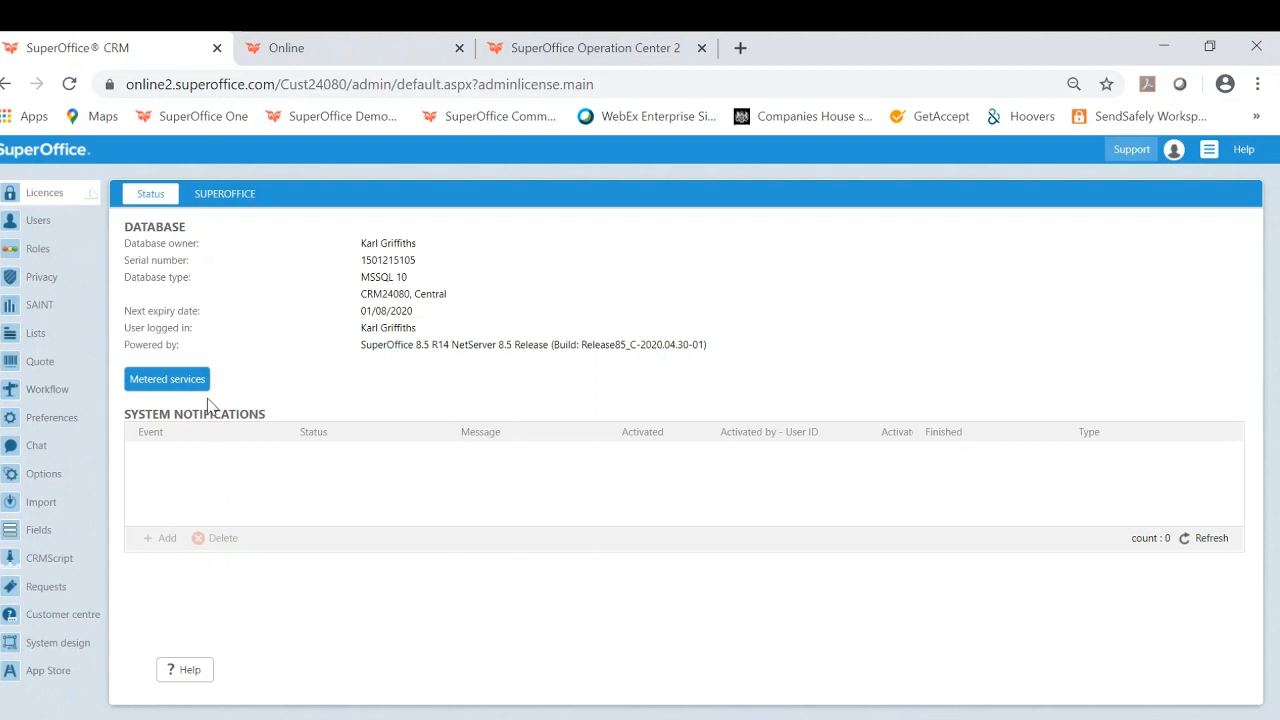 SuperOffice® CRM
Online
SuperOffice Operation Center 2
online2.superoffice.com/Cust24080/admin/default.aspx?adminlicense.main
Apps
Maps
SuperOffice One
SuperOffice Demo...
SuperOffice Comm...
WebEx Enterprise Si...
Companies House s...
GetAccept
Hoovers
SendSafely Worksp...
SuperOffice.
Support
Help
Licences
Users
Roles
Privacy
SAINT
Lists
Quote
Workflow
Preferences
Chat
Options
Import
Fields
CRMScript
Requests
Customer centre
System design
App Store
Status SUPEROFFICE
DATABASE
Database owner: Karl Griffiths
Serial number: 1501215105
Database type: MSSQL 10
CRM24080, Central
Next expiry date: 01/08/2020
User logged in: Karl Griffiths
Powered by: SuperOffice 8.5 R14 NetServer 8.5 Release (Build: Release85_C-2020.04.30-01)
Metered services
SYSTEM NOTIFICATIONS
Event Status Message Activated Activated by - User ID Activat Finished Type
+ Add Delete count : 0 Refresh
? Help